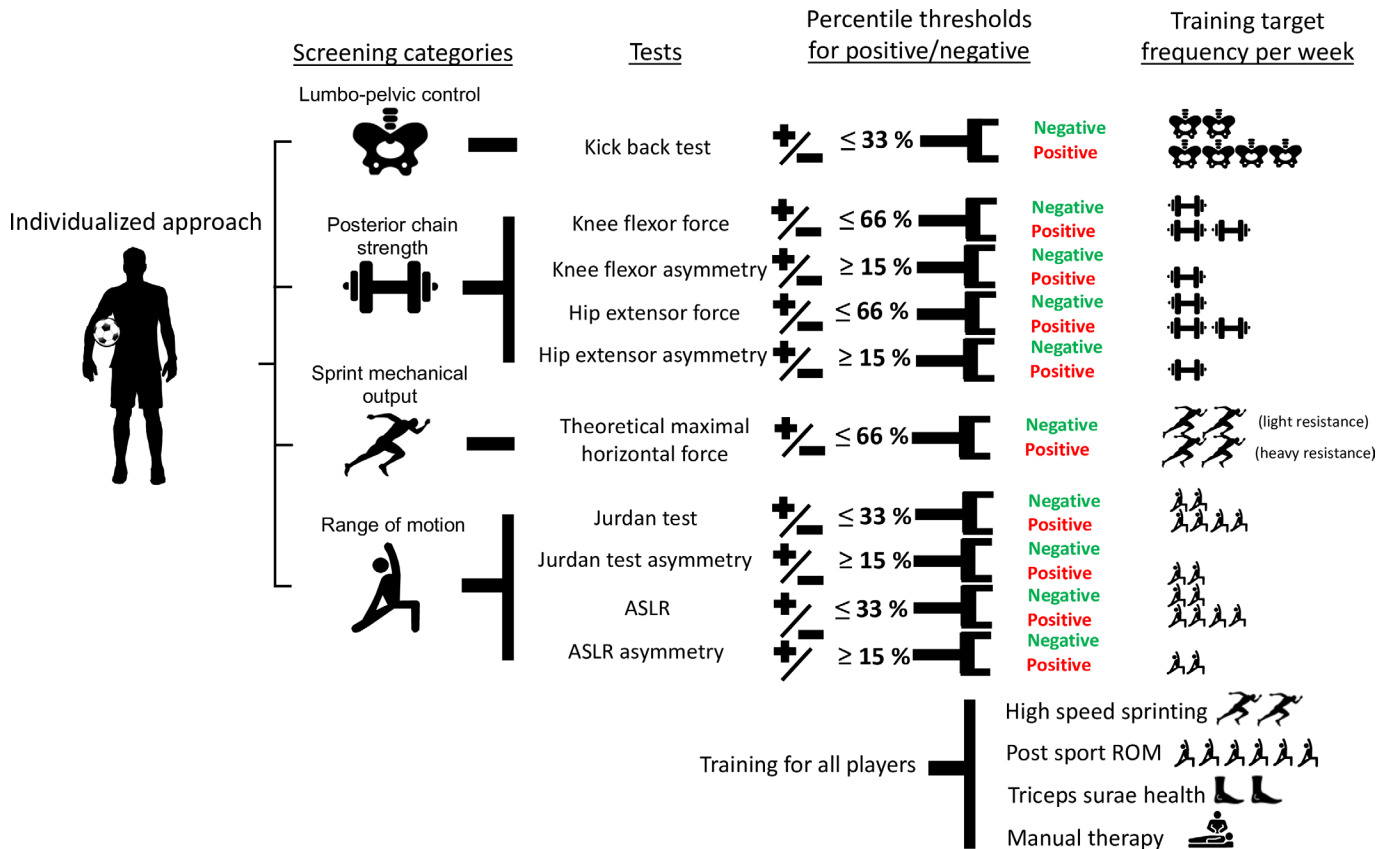 Screening categories
Tests
Percentile thresholds
for positive/negative
Training target
frequency per week
Individualized approach
Lumbo-pelvic control
Kick back test
≤ 33 %
Negative
Positive
Posterior chain
strength
Knee flexor force
≤ 66 %
Negative
Positive
Knee flexor asymmetry
≥ 15 %
Negative
Positive
Hip extensor force
≤ 66 %
Negative
Positive
Hip extensor asymmetry
≥ 15 %
Negative
Positive
Sprint mechanical
output
Theoretical maximal
horizontal force
≤ 66 %
Negative
Positive
(light resistance)
(heavy resistance)
Range of motion
Jurdan test
≤ 33 %
Negative
Positive
Jurdan test asymmetry
≥ 15 %
Negative
Positive
ASLR
≤ 33 %
Negative
Positive
ASLR asymmetry
≥ 15 %
Negative
Positive
Training for all players
High speed sprinting
Post sport ROM
Triceps surae health
Manual therapy